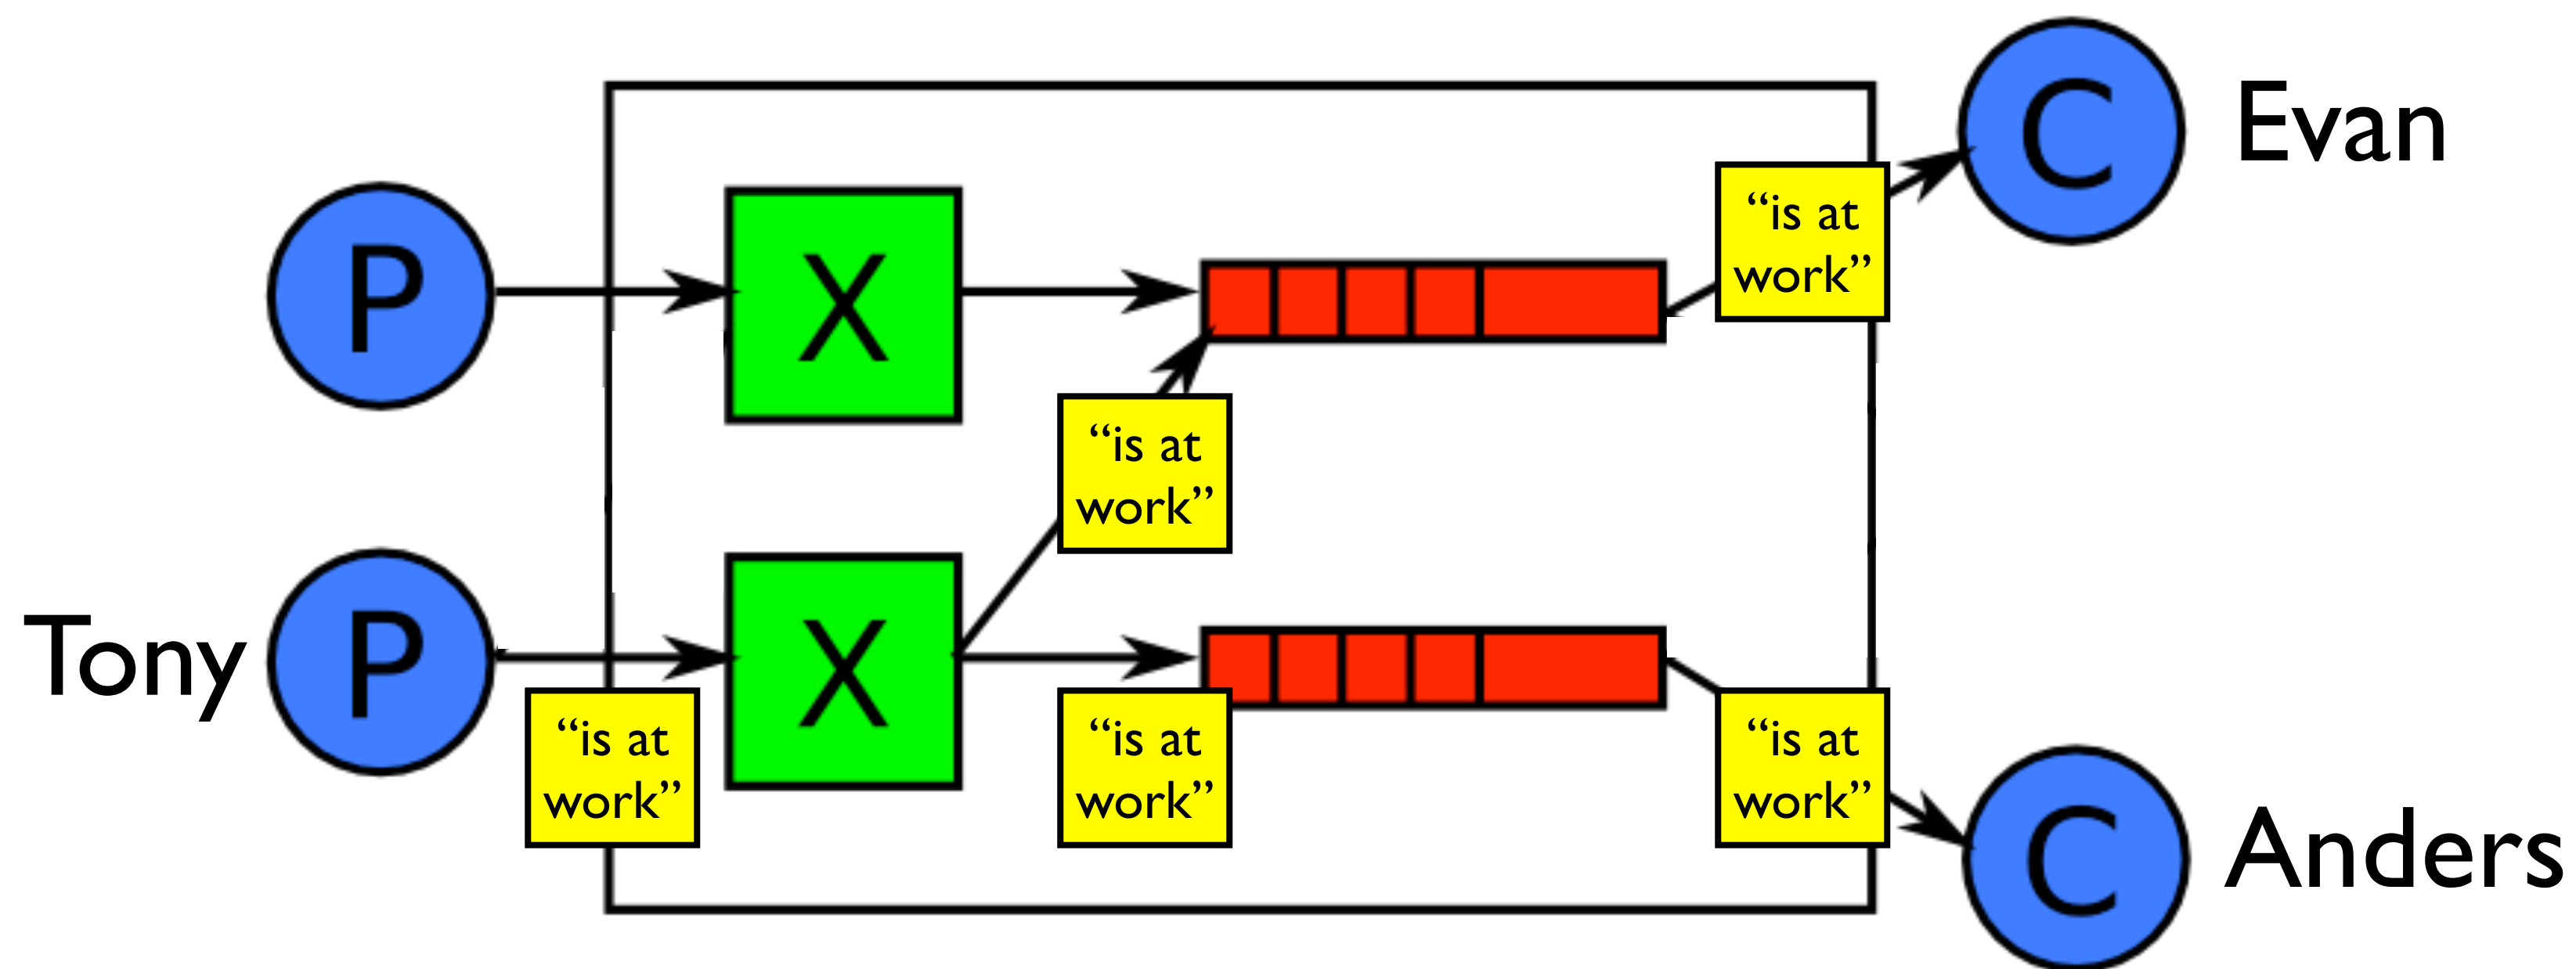 C
Evan
“is at
work”
P
X
“is at
work”
Tony
P
X
“is at
work”
“is at
work”
“is at
work”
C
Anders